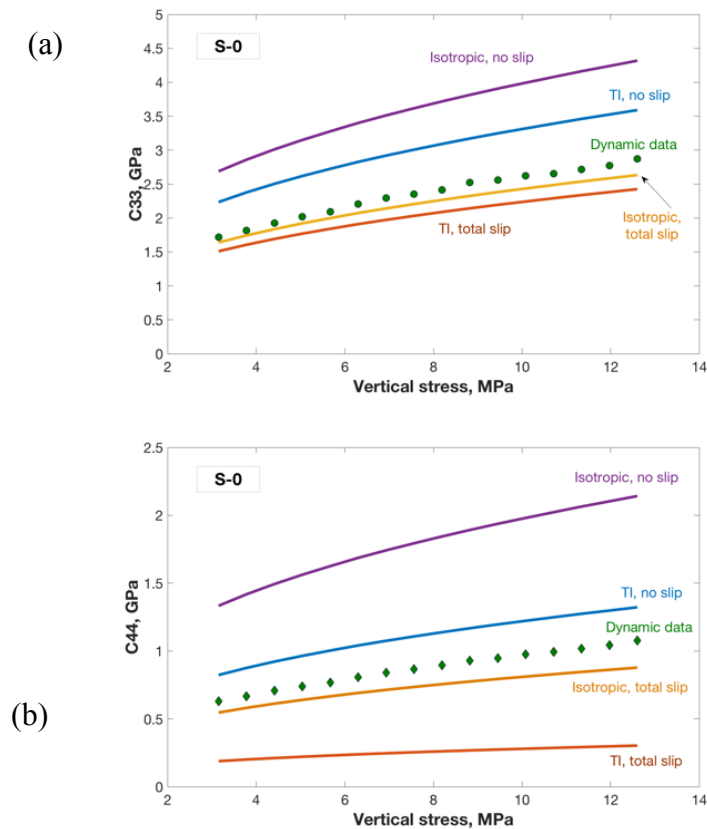 (a)
S-0
5
4.5
4
3.5
3
2.5
2
1.5
1
0.5
0
C33, GPa
Isotropic, no slip
TI, no slip
Dynamic data
Isotropic,
total slip
TI, total slip
2
4
6
8
10
12
14
Vertical stress, MPa
(b)
S-0
2.5
2
1.5
1
0.5
0
C44, GPa
Isotropic, no slip
TI, no slip
Dynamic data
Isotropic, total slip
TI, total slip
2
4
6
8
10
12
14
Vertical stress, MPa